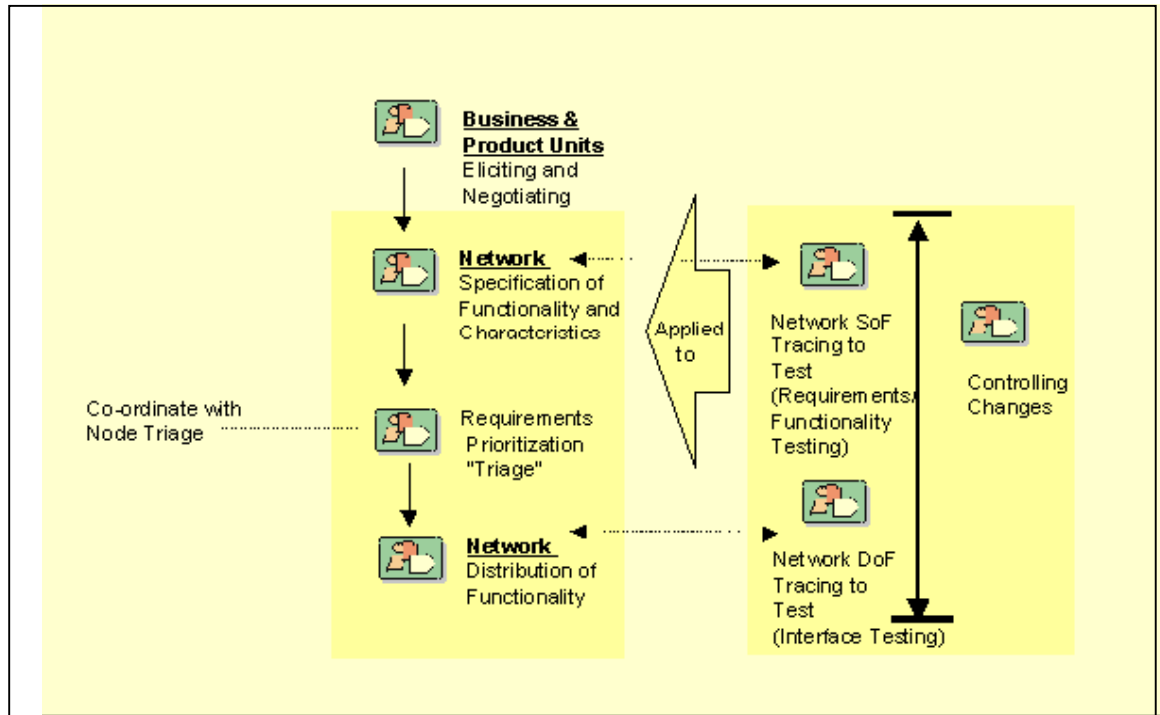 Business &
Product Units
Eliciting and
Negotiating
Network
Specification of
Functionality and
Characteristics
Applied
to
Network SoF
Tracing to
Test
(Requirements/
Functionality
Testing)
Controlling
Changes
Co-ordinate with
Node Triage
Requirements
Prioritization
"Triage"
Network
Distribution of
Functionality
Network DoF
Tracing to
Test
(Interface Testing)